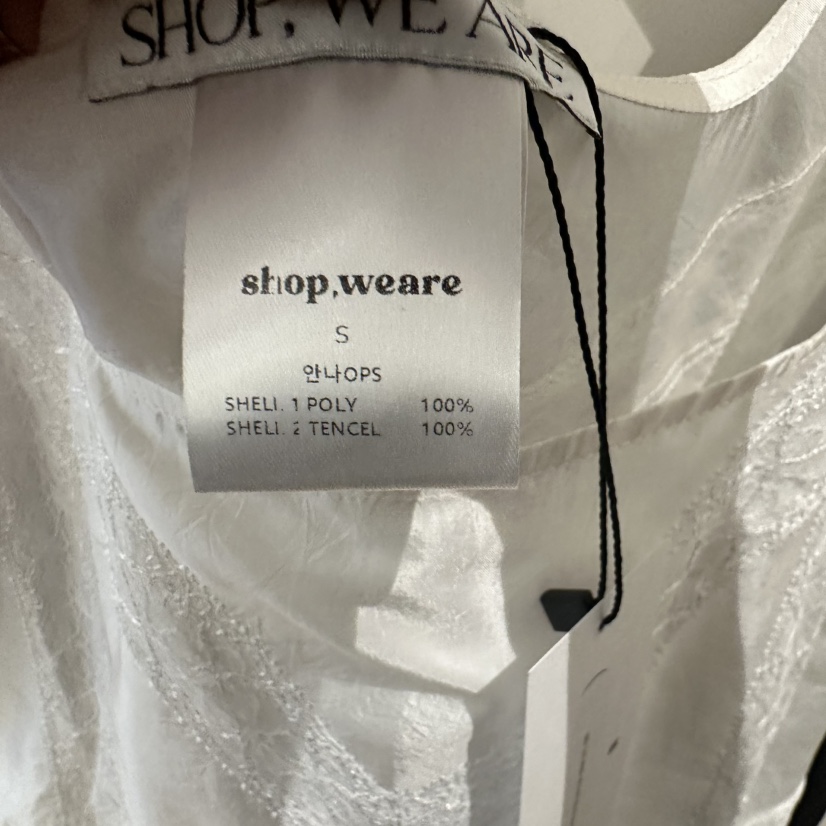 SHOP, WE ARE.
shop,weare
S
안나OPS
SHELL 1 POLY 100%
SHELL 2 TENCEL 100%